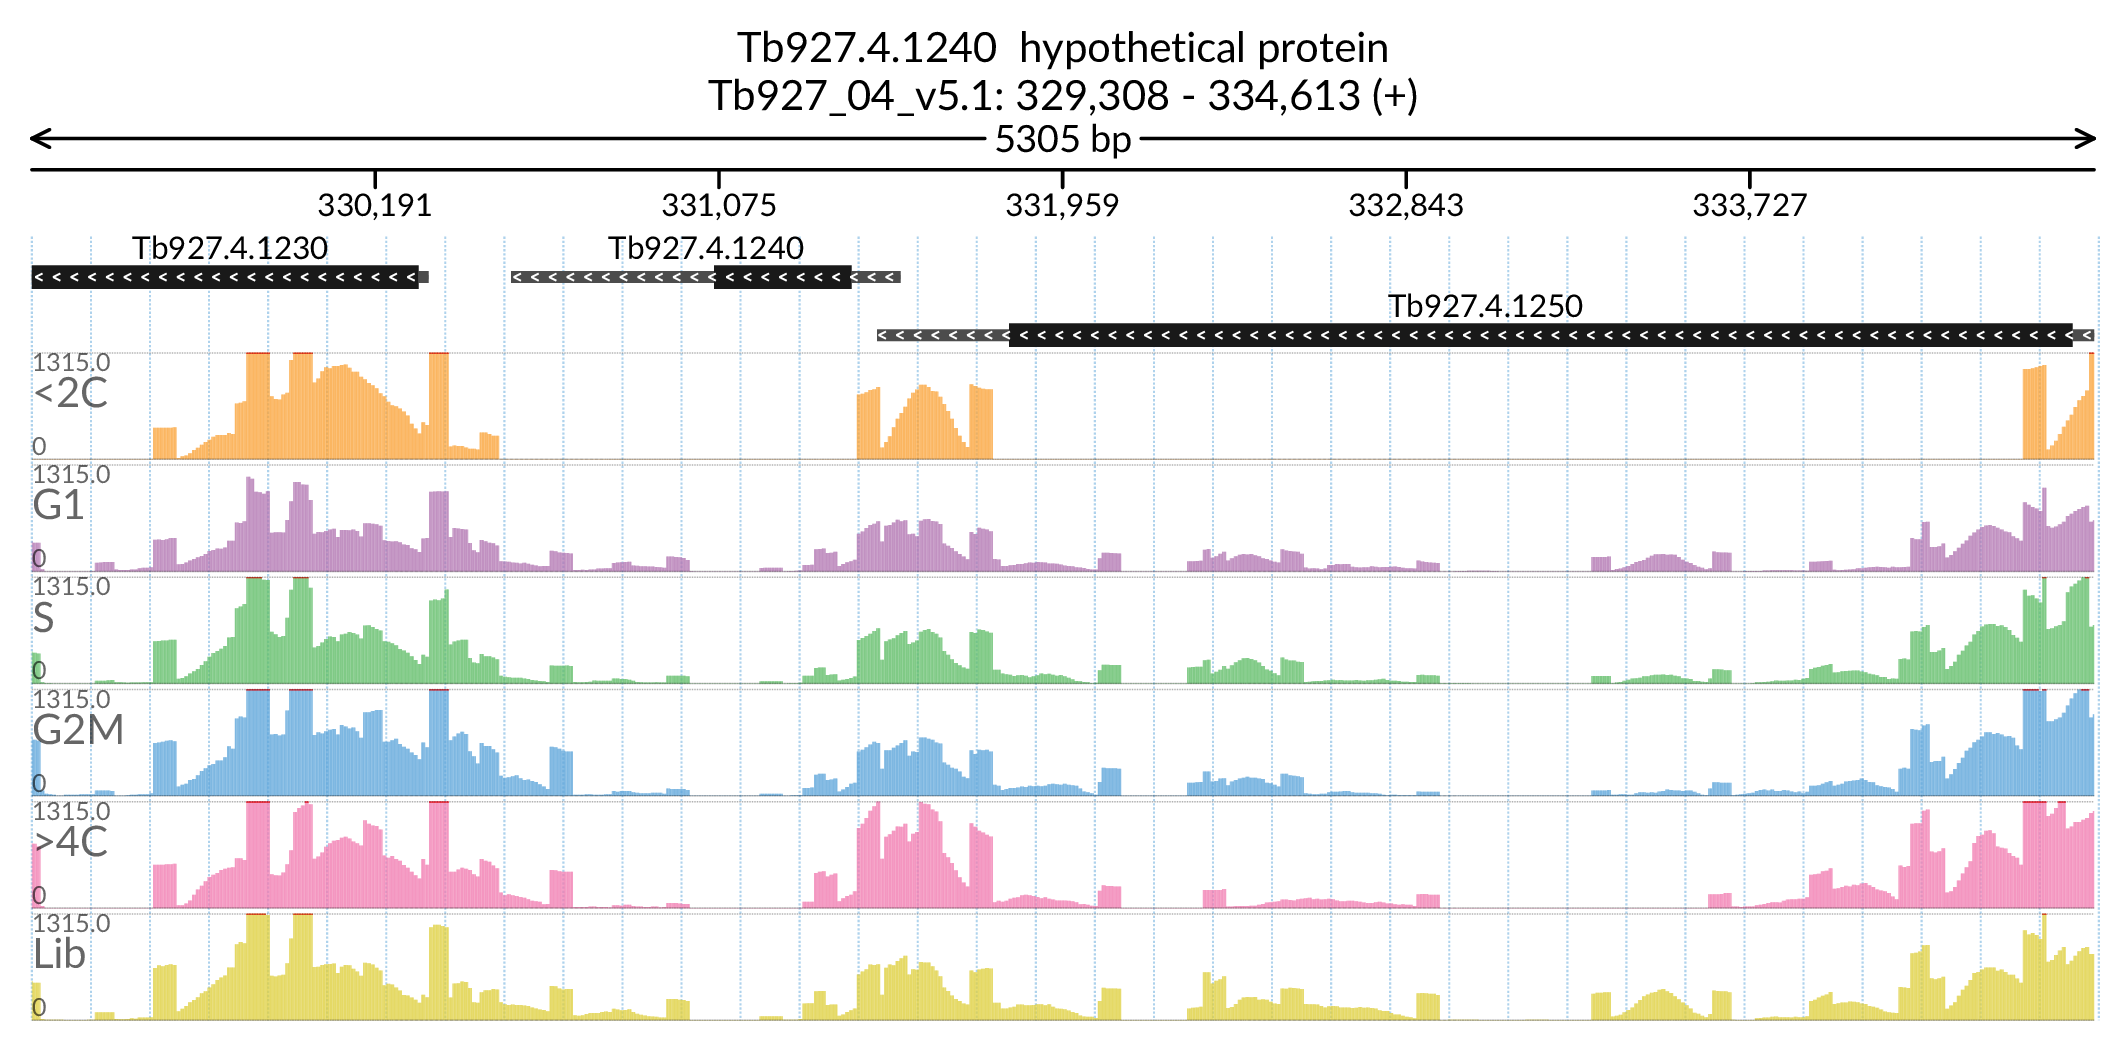 Tb927.4.1240  hypothetical protein
Tb927_04_v5.1: 329,308 - 334,613 (+)
5305 bp
330,191 331,075 331,959 332,843 333,727
Tb927.4.1230 Tb927.4.1240
Tb927.4.1250
1315.0
<2C
0
1315.0
G1
0
1315.0
S
0
1315.0
G2M
0
1315.0
>4C
0
1315.0
Lib
0